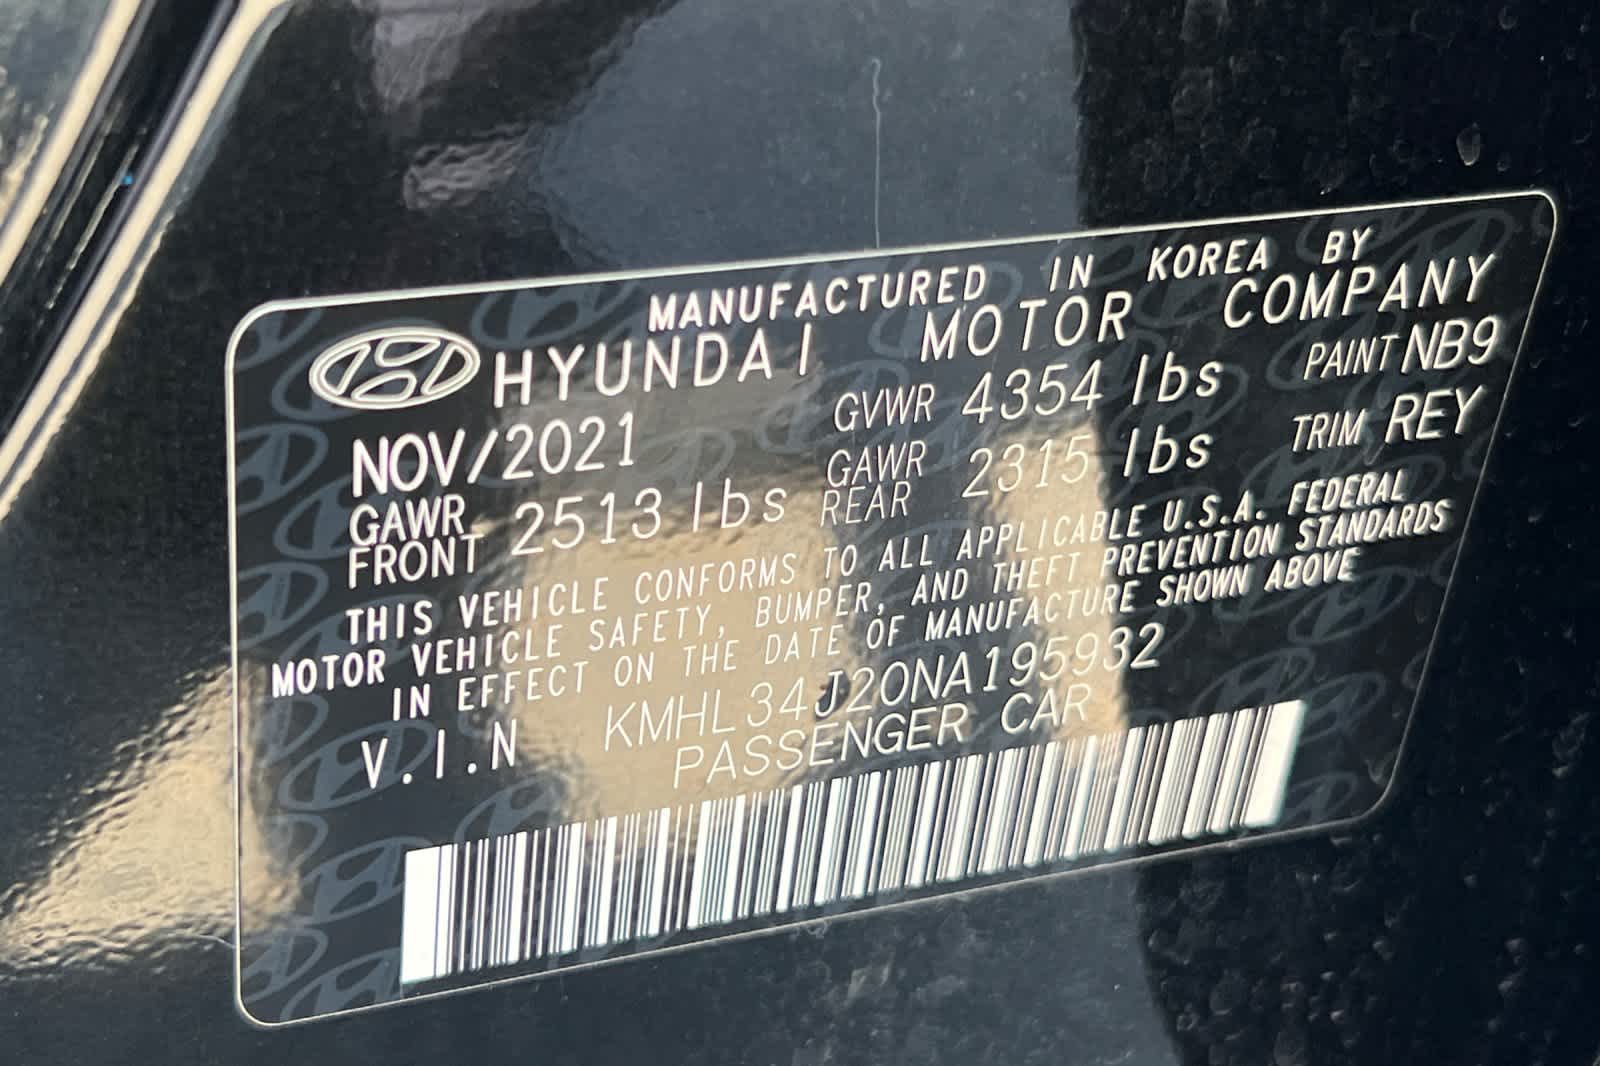 MANUFACTURED IN KOREA BY
HYUNDAI MOTOR COMPANY
NOV/2021 GVWR 4354 lbs PAINT NB9
GAWR FRONT 2513 lbs GAWR REAR 2315 lbs TRIM REY
THIS VEHICLE CONFORMS TO ALL APPLICABLE U.S.A. FEDERAL
MOTOR VEHICLE SAFETY, BUMPER, AND THEFT PREVENTION STANDARDS
IN EFFECT ON THE DATE OF MANUFACTURE SHOWN ABOVE
V.I.N KMHL34J20NA195932
PASSENGER CAR